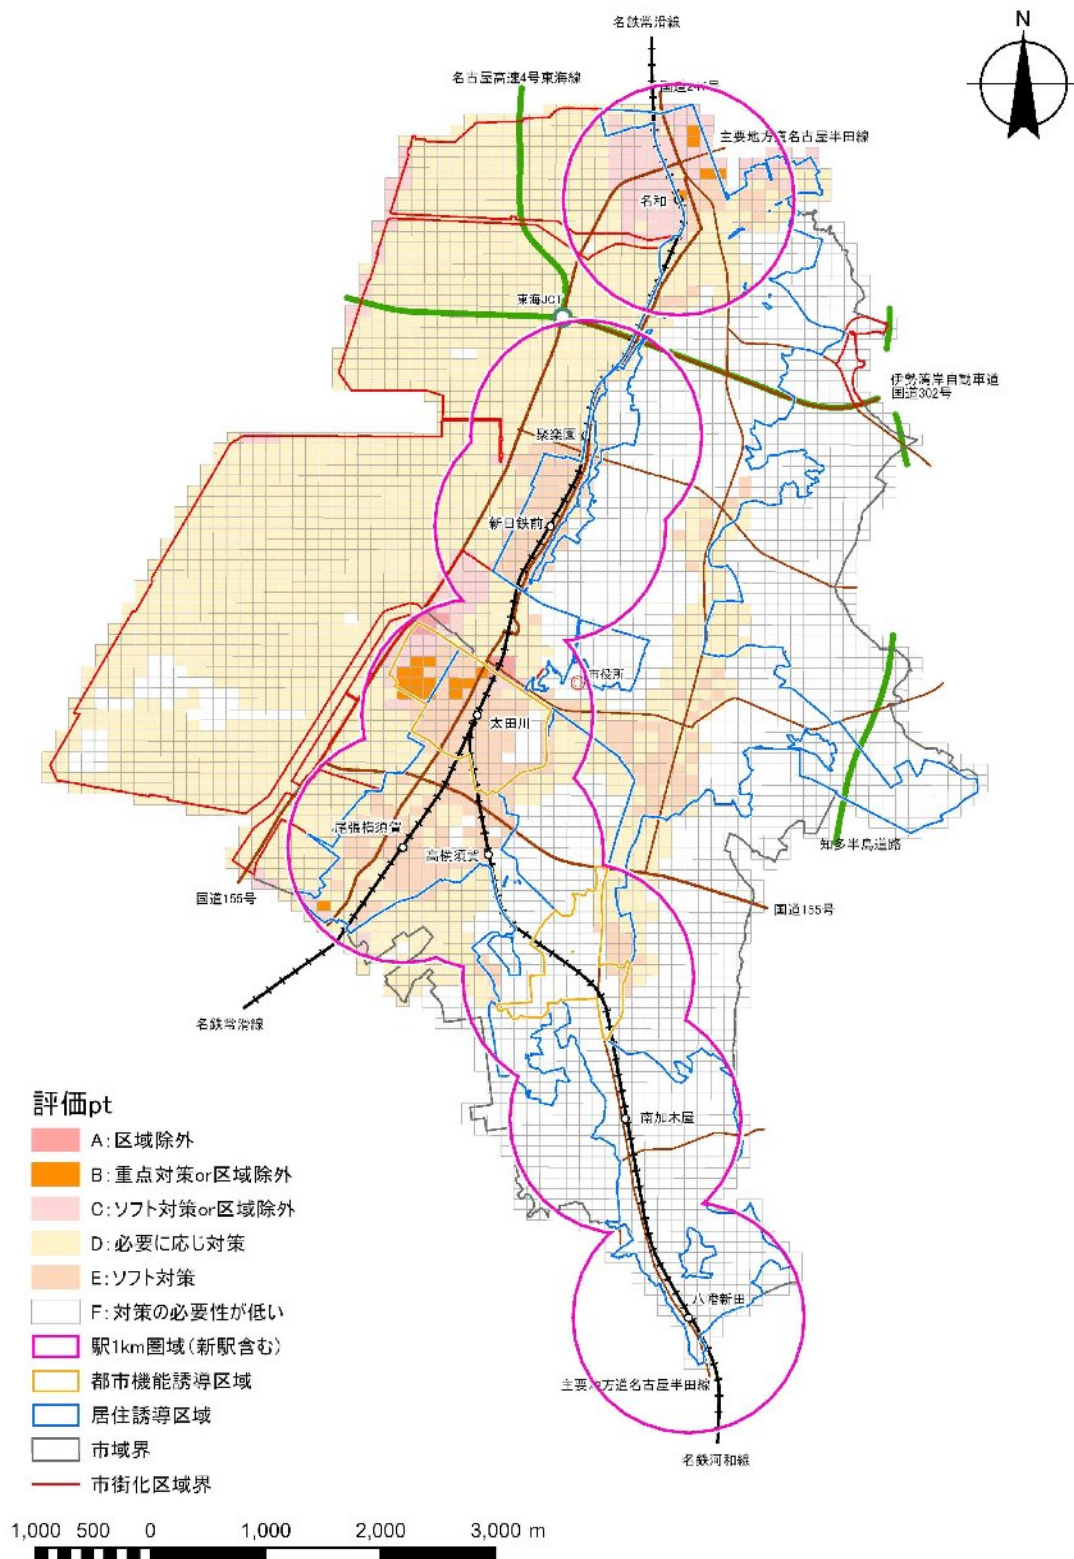 名鉄常滑線
N
名古屋高速4号東海線
主要地方道名古屋半田線
名和
東海JCT
伊勢湾岸自動車道
国道302号
聚楽園
新日鉄前
市役所
太田川
尾張横須賀
高横須賀
知多半島道路
国道155号
国道155号
名鉄常滑線
南加木屋
八幡新田
主要地方道名古屋半田線
名鉄河和線
評価pt
A:区域除外
B:重点対策or区域除外
C:ソフト対策or区域除外
D:必要に応じ対策
E:ソフト対策
F:対策の必要性が低い
駅1km圏域(新駅含む)
都市機能誘導区域
居住誘導区域
市域界
市街化区域界
1,000 500 0 1,000 2,000 3,000 m